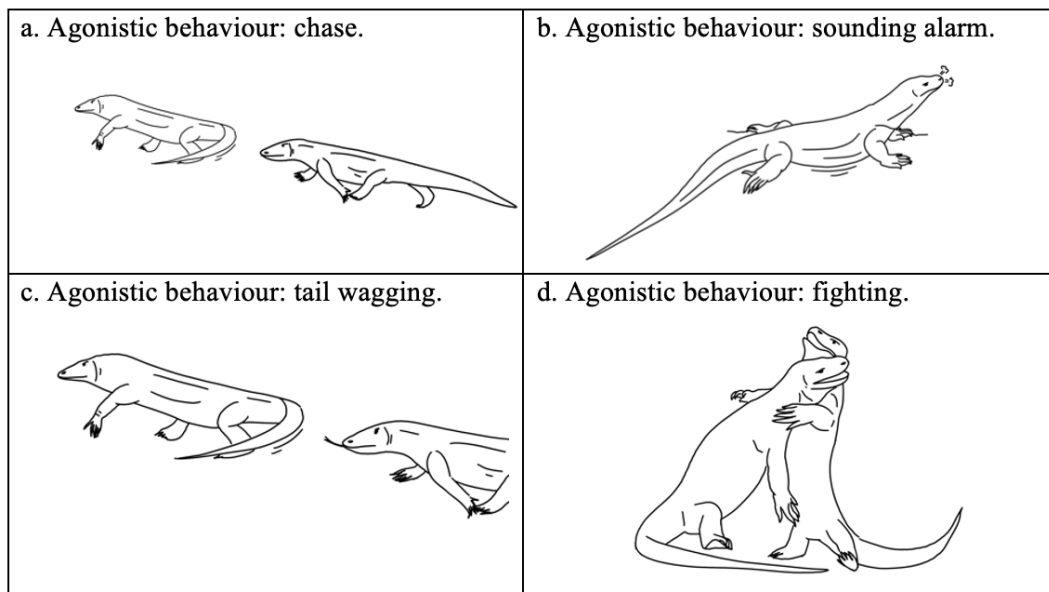 a. Agonistic behaviour: chase.
b. Agonistic behaviour: sounding alarm.
c. Agonistic behaviour: tail wagging.
d. Agonistic behaviour: fighting.